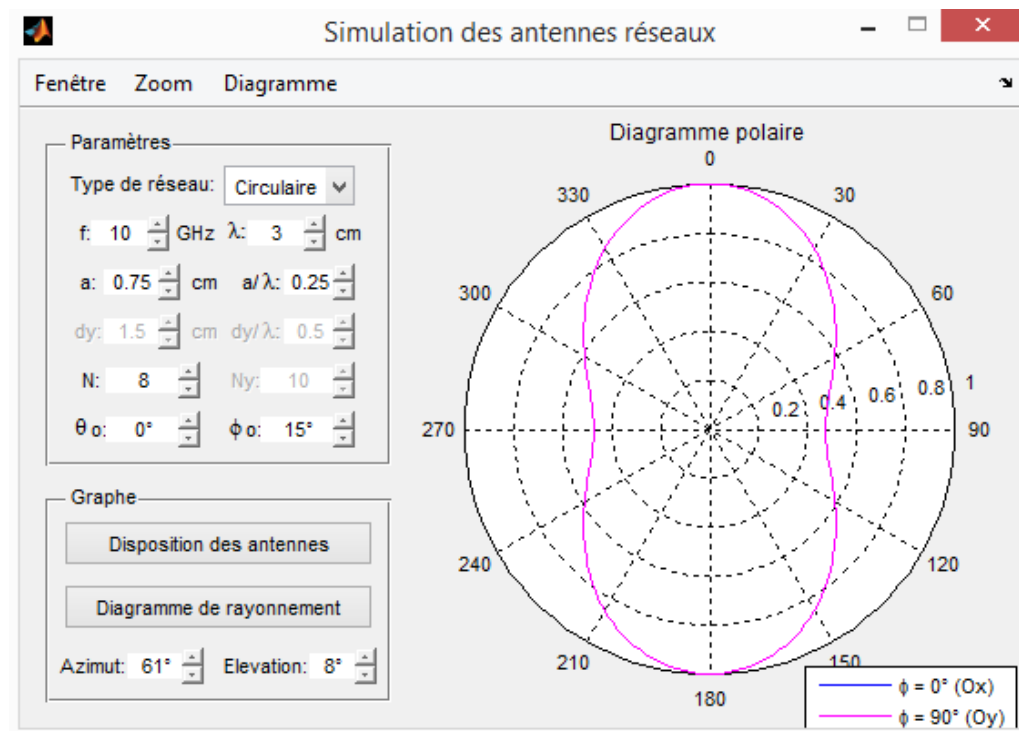 Simulation des antennes réseaux
Fenêtre Zoom Diagramme
Paramètres
Type de réseau: Circulaire
f: 10 GHz λ: 3 cm
a: 0.75 cm a/λ: 0.25
dy: 1.5 cm dy/λ: 0.5
N: 8 Ny: 10
θo: 0° ϕo: 15°
Graphe
Disposition des antennes
Diagramme de rayonnement
Azimut: 61° Elevation: 8°
Diagramme polaire
0
330 30
300 60
0.2 0.4 0.6 0.8 1
270 90
240 120
210 150
180
ϕ = 0° (Ox)
ϕ = 90° (Oy)